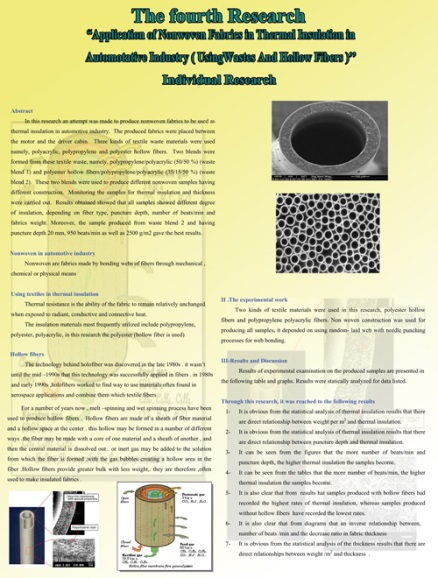 The fourth Research
“Application of Nonwoven Fabrics in Thermal Insulation in
Automotative Industry ( UsingWastes And Hollow Fibers )”
Individual Research
Abstract
In this research an attempt was made to produce nonwoven fabrics to be used as
thermal insulation in automotive industry. The produced fabrics were placed between
the motor and the driver cabin. Three kinds of textile waste materials were used
namely, polyacrylic, polypropylene and polyester hollow fibers. Two blends were
formed from these textile waste, namely, polypropylene/polyacrylic (50/50 %) (waste
blend 1) and polyester hollow fibers/polypropylene/polyacrylic (35/15/50 %) (waste
blend 2). These two blends were used to produce different nonwoven samples having
different construction. Monitoring the samples for thermal insulation and thickness
were carried out. Results obtained showed that all samples showed different degree
of insulation, depending on fiber type, puncture depth, number of beats/min and
fabrics weight. Moreover, the sample produced from waste blend 2 and having
puncture depth 20 mm, 950 beats/min as well as 2500 g/m2 gave the best results.
Nonwoven in automotive industry
Nonwoven are fabrics made by bonding webs of fibers through mechanical ,
chemical or physical means
Using textiles in thermal insulation
Thermal resistance is the ability of the fabric to remain relatively unchanged
when exposed to radiant, conductive and convective heat.
The insulation materials most frequently utilized include polypropylene,
polyester, polyacrylic, in this research the polyester (hollow fiber is used)
Hollow fibers
The technology behind holofiber was discovered in the late 1980s . it wasn't
until the mid -1990s that this technology was successfully applied in fibers . in 1980s
and early 1990s ,holofibers worked to find way to use materials often found in
aerospace applications and combine them which textile fibers .
For a number of years now , melt –spinning and wet spinning process have been
used to produce hollow fibers . Hollow fibers are made of a sheath of fiber material
and a hollow space at the center . this hollow may be formed in a number of different
ways .the fiber may be made with a core of one material and a sheath of another , and
then the central material is dissolved out . or inert gas may be added to the solution
from which the fiber is formed ,with the gas bubbles creating a hollow area in the
fiber .Hollow fibers provide greater bulk with less weight,. they are therefore ,often
used to make insulated fabrics .
II .The experimental work
Two kinds of textile materials were used in this research, polyester hollow
fibers and polypropylene polyacrylic fibers. Non woven construction was used for
producing all samples, it depended on using random- laid web with needle punching
processes for web bonding.
III-Results and Discussion
Results of experimental examination on the produced samples are presented in
the following table and graphs. Results were statically analyzed for data listed.
Through this research, it was reached to the following results
1- It is obvious from the statistical analysis of thermal insulation results that there
are direct relationship between weight per m² and thermal insulation.
2- It is obvious from the statistical analysis of thermal insulation results that there
are direct relationship between puncture depth and thermal insulation.
3- It can be seen from the figures that the more number of beats/min and
puncture depth, the higher thermal insulation the samples become.
4- It can be seen from the tables that the more number of beats/min, the higher
thermal insulation the samples become.
5- It is also clear that from results hat samples produced with hollow fibers had
recorded the highest rates of thermal insulation, whereas samples produced
without hollow fibers have recorded the lowest rates.
6- It is also clear that from diagrams that an inverse relationship between,
number of beats /min and the decrease ratio in fabric thickness
7- It is obvious from the statistical analysis of the thickness results that there are
direct relationships between weight /m² and thickness .